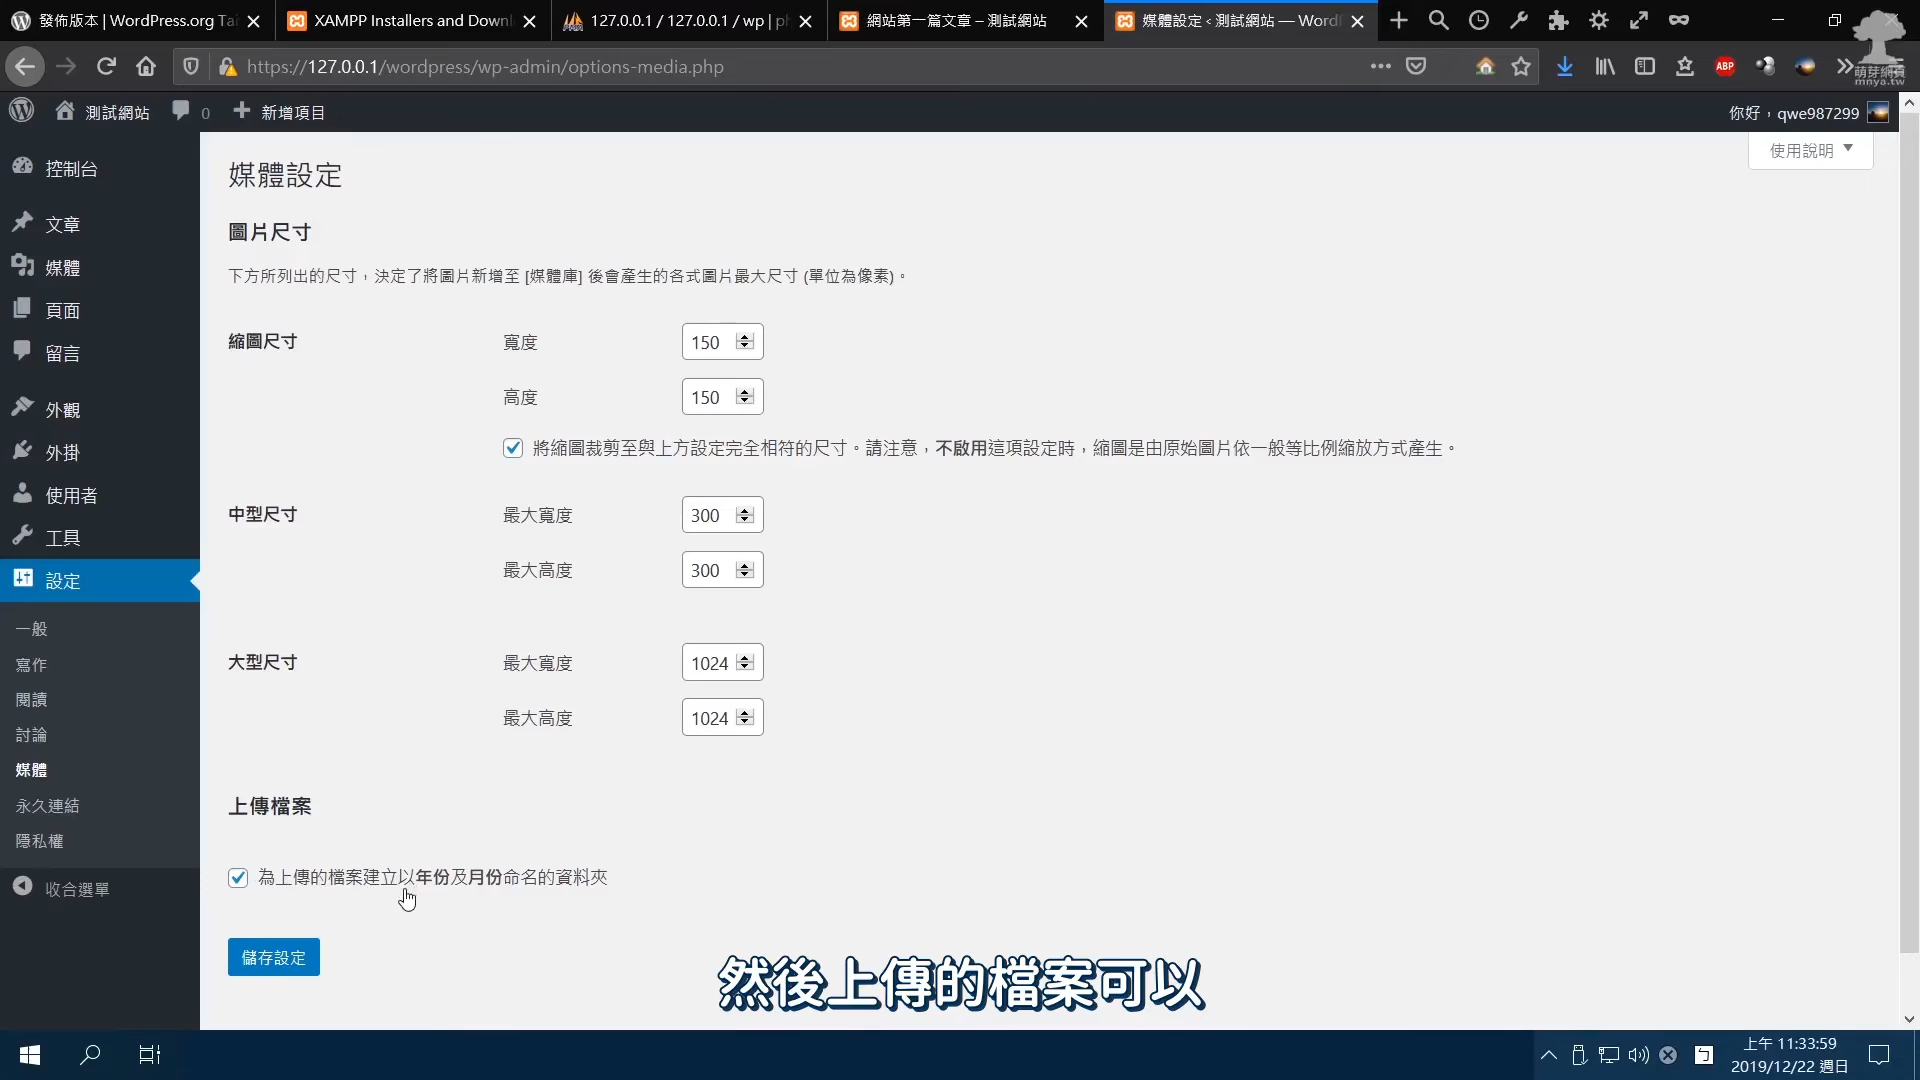 發佈版本 | WordPress.org Tai
XAMPP Installers and Downl
127.0.0.1 / 127.0.0.1 / wp | ph
網站第一篇文章 – 測試網站
媒體設定 ‹ 測試網站 — WordP
https://127.0.0.1/wordpress/wp-admin/options-media.php
ABP
萌芽網頁
mnya.tw
測試網站
0
新增項目
你好，qwe987299
控制台
文章
媒體
頁面
留言
外觀
外掛
使用者
工具
設定
一般
寫作
閱讀
討論
媒體
永久連結
隱私權
收合選單
使用說明
媒體設定
圖片尺寸
下方所列出的尺寸，決定了將圖片新增至 [媒體庫] 後會產生的各式圖片最大尺寸 (單位為像素)。
縮圖尺寸
寬度 150
高度 150
將縮圖裁剪至與上方設定完全相符的尺寸。請注意，不啟用這項設定時，縮圖是由原始圖片依一般等比例縮放方式產生。
中型尺寸
最大寬度 300
最大高度 300
大型尺寸
最大寬度 1024
最大高度 1024
上傳檔案
為上傳的檔案建立以年份及月份命名的資料夾
儲存設定
然後上傳的檔案可以
ㄅ
上午 11:33:59
2019/12/22 週日